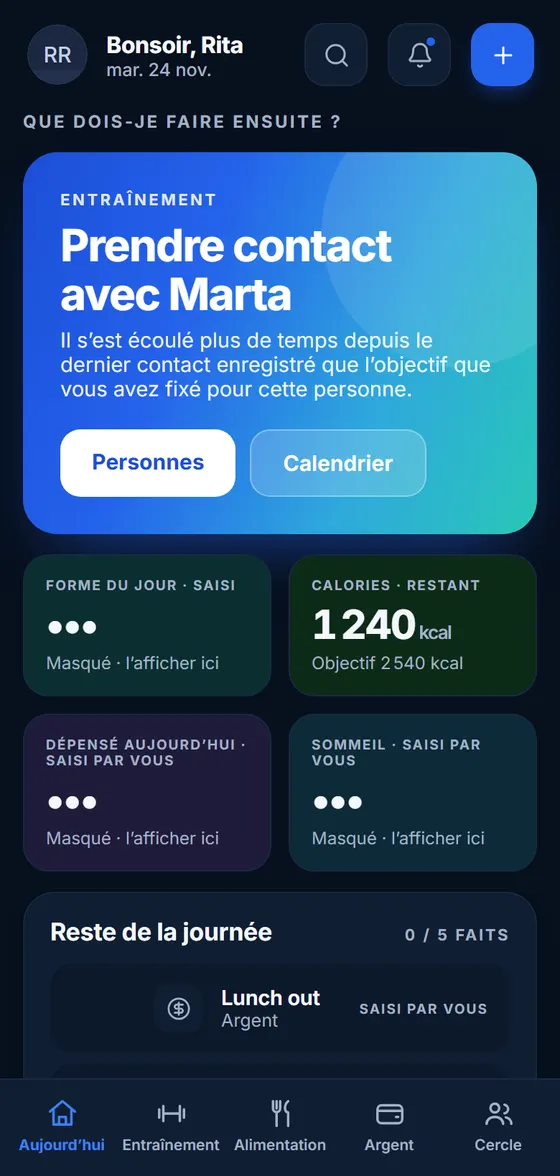 RR
Bonsoir, Rita
mar. 24 nov.
QUE DOIS-JE FAIRE ENSUITE ?
ENTRAÎNEMENT
Prendre contact
avec Marta
Il s’est écoulé plus de temps depuis le
dernier contact enregistré que l’objectif que
vous avez fixé pour cette personne.
Personnes
Calendrier
FORME DU JOUR · SAISI
●●●
Masqué · l’afficher ici
CALORIES · RESTANT
1 240 kcal
Objectif 2 540 kcal
DÉPENSÉ AUJOURD’HUI ·
SAISI PAR VOUS
●●●
Masqué · l’afficher ici
SOMMEIL · SAISI PAR
VOUS
●●●
Masqué · l’afficher ici
Reste de la journée
0 / 5 FAITS
Lunch out
Argent
SAISI PAR VOUS
Aujourd’hui
Entraînement
Alimentation
Argent
Cercle